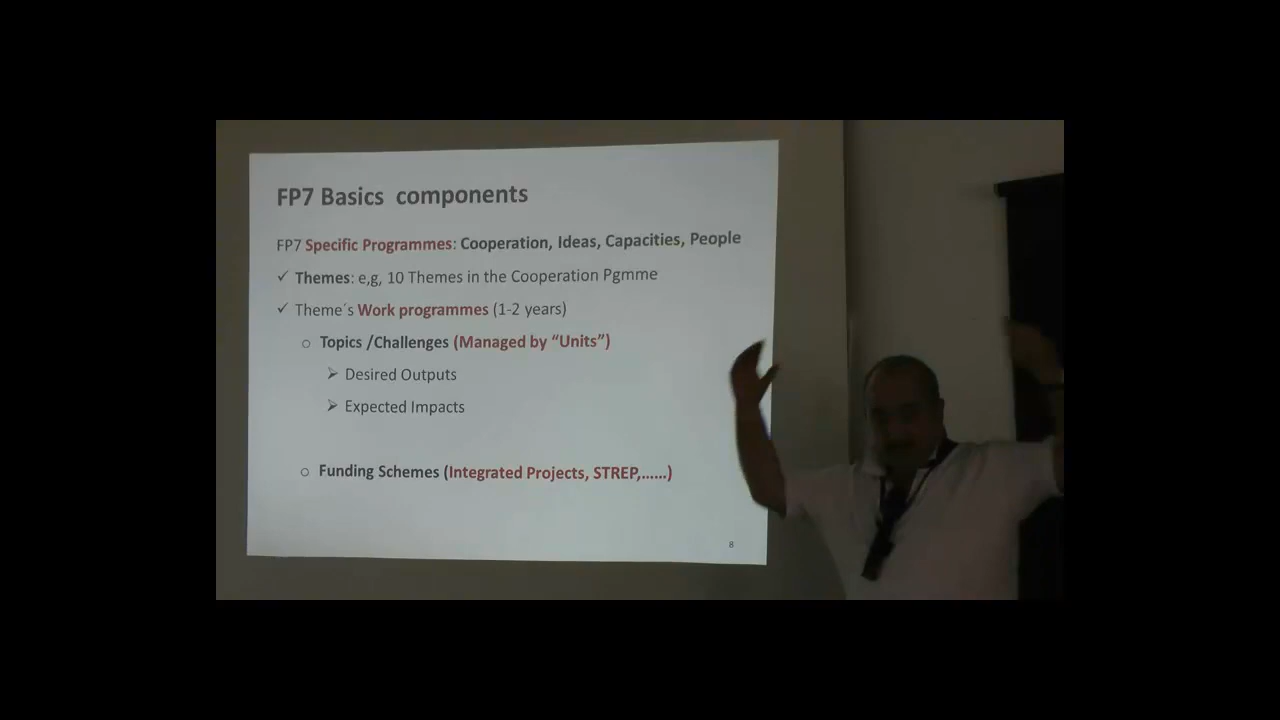 FP7 Basics components
FP7 Specific Programmes: Cooperation, Ideas, Capacities, People
✓ Themes: e,g, 10 Themes in the Cooperation Pgmme
✓ Theme´s Work programmes (1-2 years)
o Topics /Challenges (Managed by “Units”)
➢ Desired Outputs
➢ Expected Impacts
o Funding Schemes (Integrated Projects, STREP,......)
8